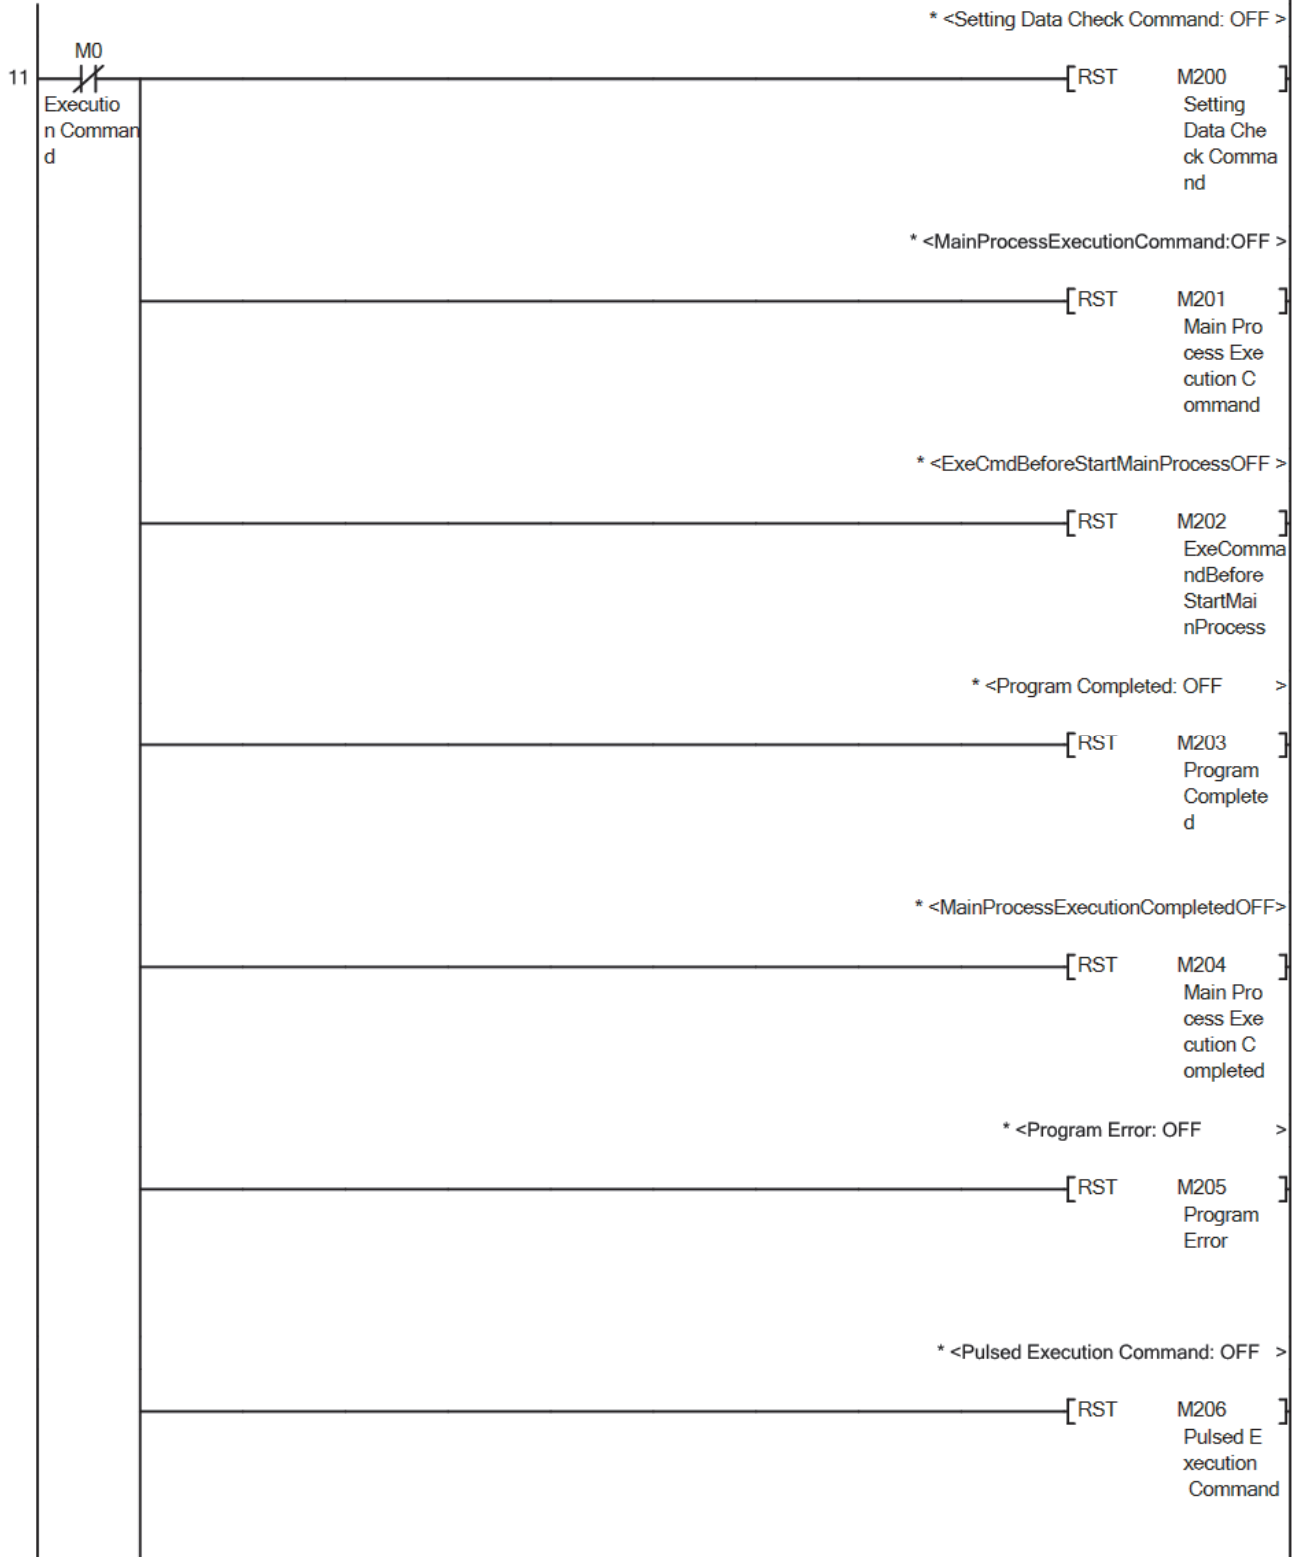 * <Setting Data Check Command: OFF >
M0
11
[RST M200 ]
Executio
n Comman
d
Setting
Data Che
ck Comma
nd
* <MainProcessExecutionCommand:OFF >
[RST M201 ]
Main Pro
cess Exe
cution C
ommand
* <ExeCmdBeforeStartMainProcessOFF >
[RST M202 ]
ExeComma
ndBefore
StartMai
nProcess
* <Program Completed: OFF >
[RST M203 ]
Program
Complete
d
* <MainProcessExecutionCompletedOFF>
[RST M204 ]
Main Pro
cess Exe
cution C
ompleted
* <Program Error: OFF >
[RST M205 ]
Program
Error
* <Pulsed Execution Command: OFF >
[RST M206 ]
Pulsed E
xecution
Command